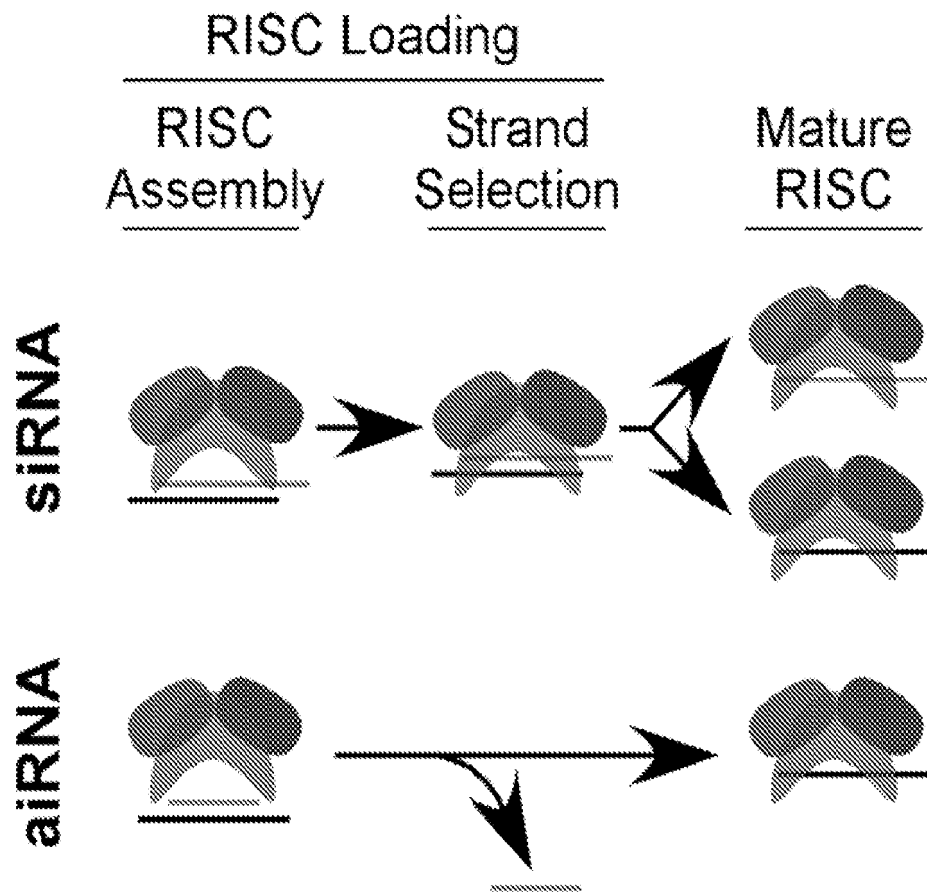 RISC Loading
RISC
Assembly
Strand
Selection
Mature
RISC
siRNA
aiRNA